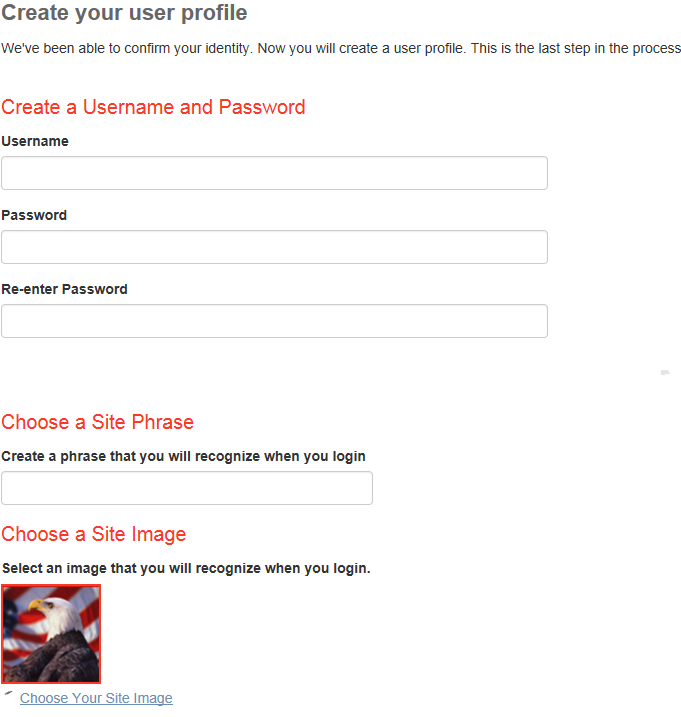 Create your user profile
We've been able to confirm your identity. Now you will create a user profile. This is the last step in the process
Create a Username and Password
Username
Password
Re-enter Password
Choose a Site Phrase
Create a phrase that you will recognize when you login
Choose a Site Image
Select an image that you will recognize when you login.
Choose Your Site Image